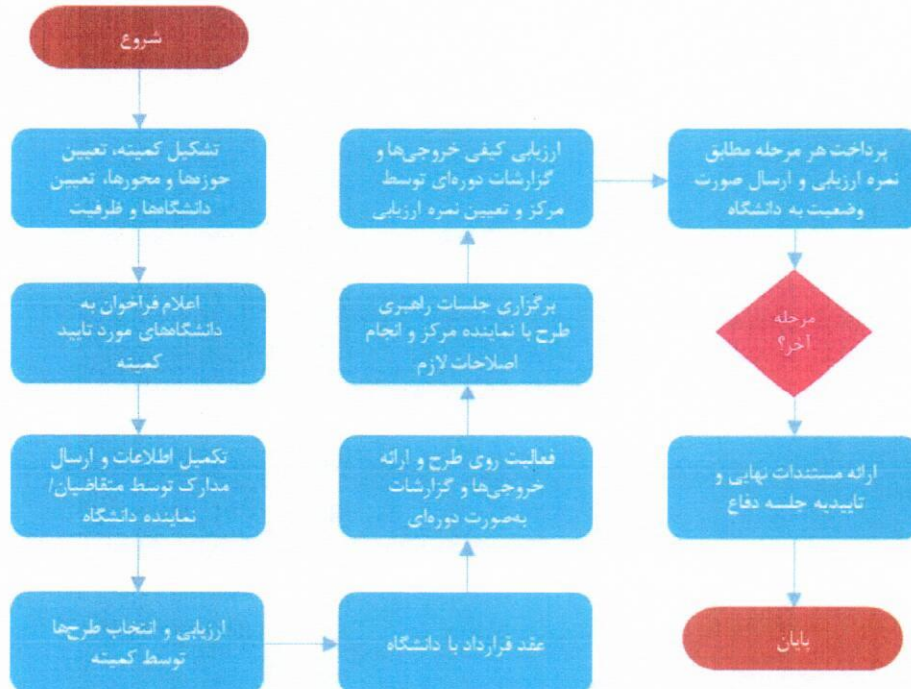 شروع
تشکیل کمیته، تعیین
حوزه‌ها و محورها، تعیین
دانشگاه‌ها و ظرفیت
اعلام فراخوان به
دانشگاه‌های مورد تایید
کمیته
تکمیل اطلاعات و ارسال
مدارک توسط متقاضیان/
نماینده دانشگاه
ارزیابی و انتخاب طرح‌ها
توسط کمیته
عقد قرارداد با دانشگاه
فعالیت روی طرح و ارائه
خروجی‌ها و گزارشات
به‌صورت دوره‌ای
برگزاری جلسات راهبری
طرح با نماینده مرکز و انجام
اصلاحات لازم
ارزیابی کیفی خروجی‌ها و
گزارشات دوره‌ای توسط
مرکز و تعیین نمره ارزیابی
پرداخت هر مرحله مطابق
نمره ارزیابی و ارسال صورت
وضعیت به دانشگاه
مرحله
آخر؟
ارائه مستندات نهایی و
تاییدیه جلسه دفاع
پایان